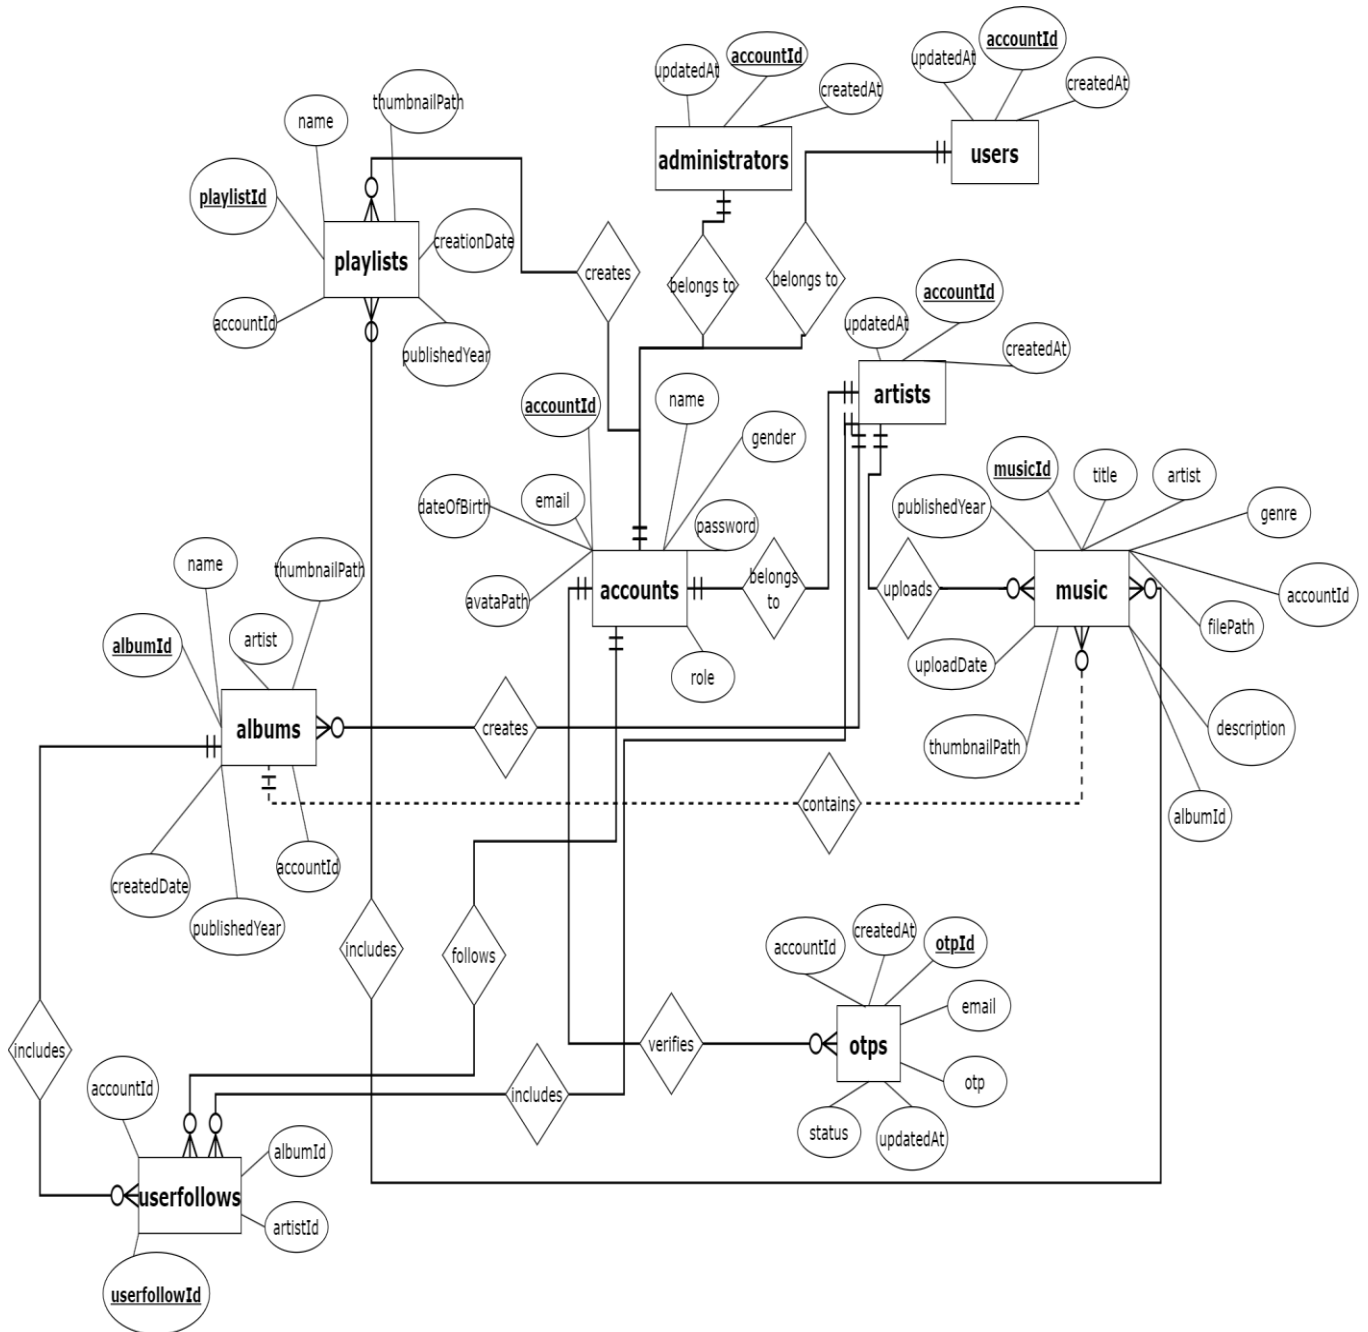 accountId
updatedAt
accountId
updatedAt
createdAt
createdAt
administrators
users
thumbnailPath
name
playlistId
creationDate
playlists
accountId
publishedYear
creates
belongs to
belongs to
accountId
updatedAt
createdAt
artists
accountId
name
gender
dateOfBirth
email
password
avataPath
accounts
role
belongs
to
uploads
musicId
title
artist
publishedYear
genre
music
accountId
filePath
uploadDate
description
thumbnailPath
albumId
name
thumbnailPath
artist
albumId
albums
creates
contains
createdDate
accountId
publishedYear
includes
follows
accountId
createdAt
otpId
email
otps
verifies
otp
status
updatedAt
includes
includes
accountId
albumId
userfollows
artistId
userfollowId